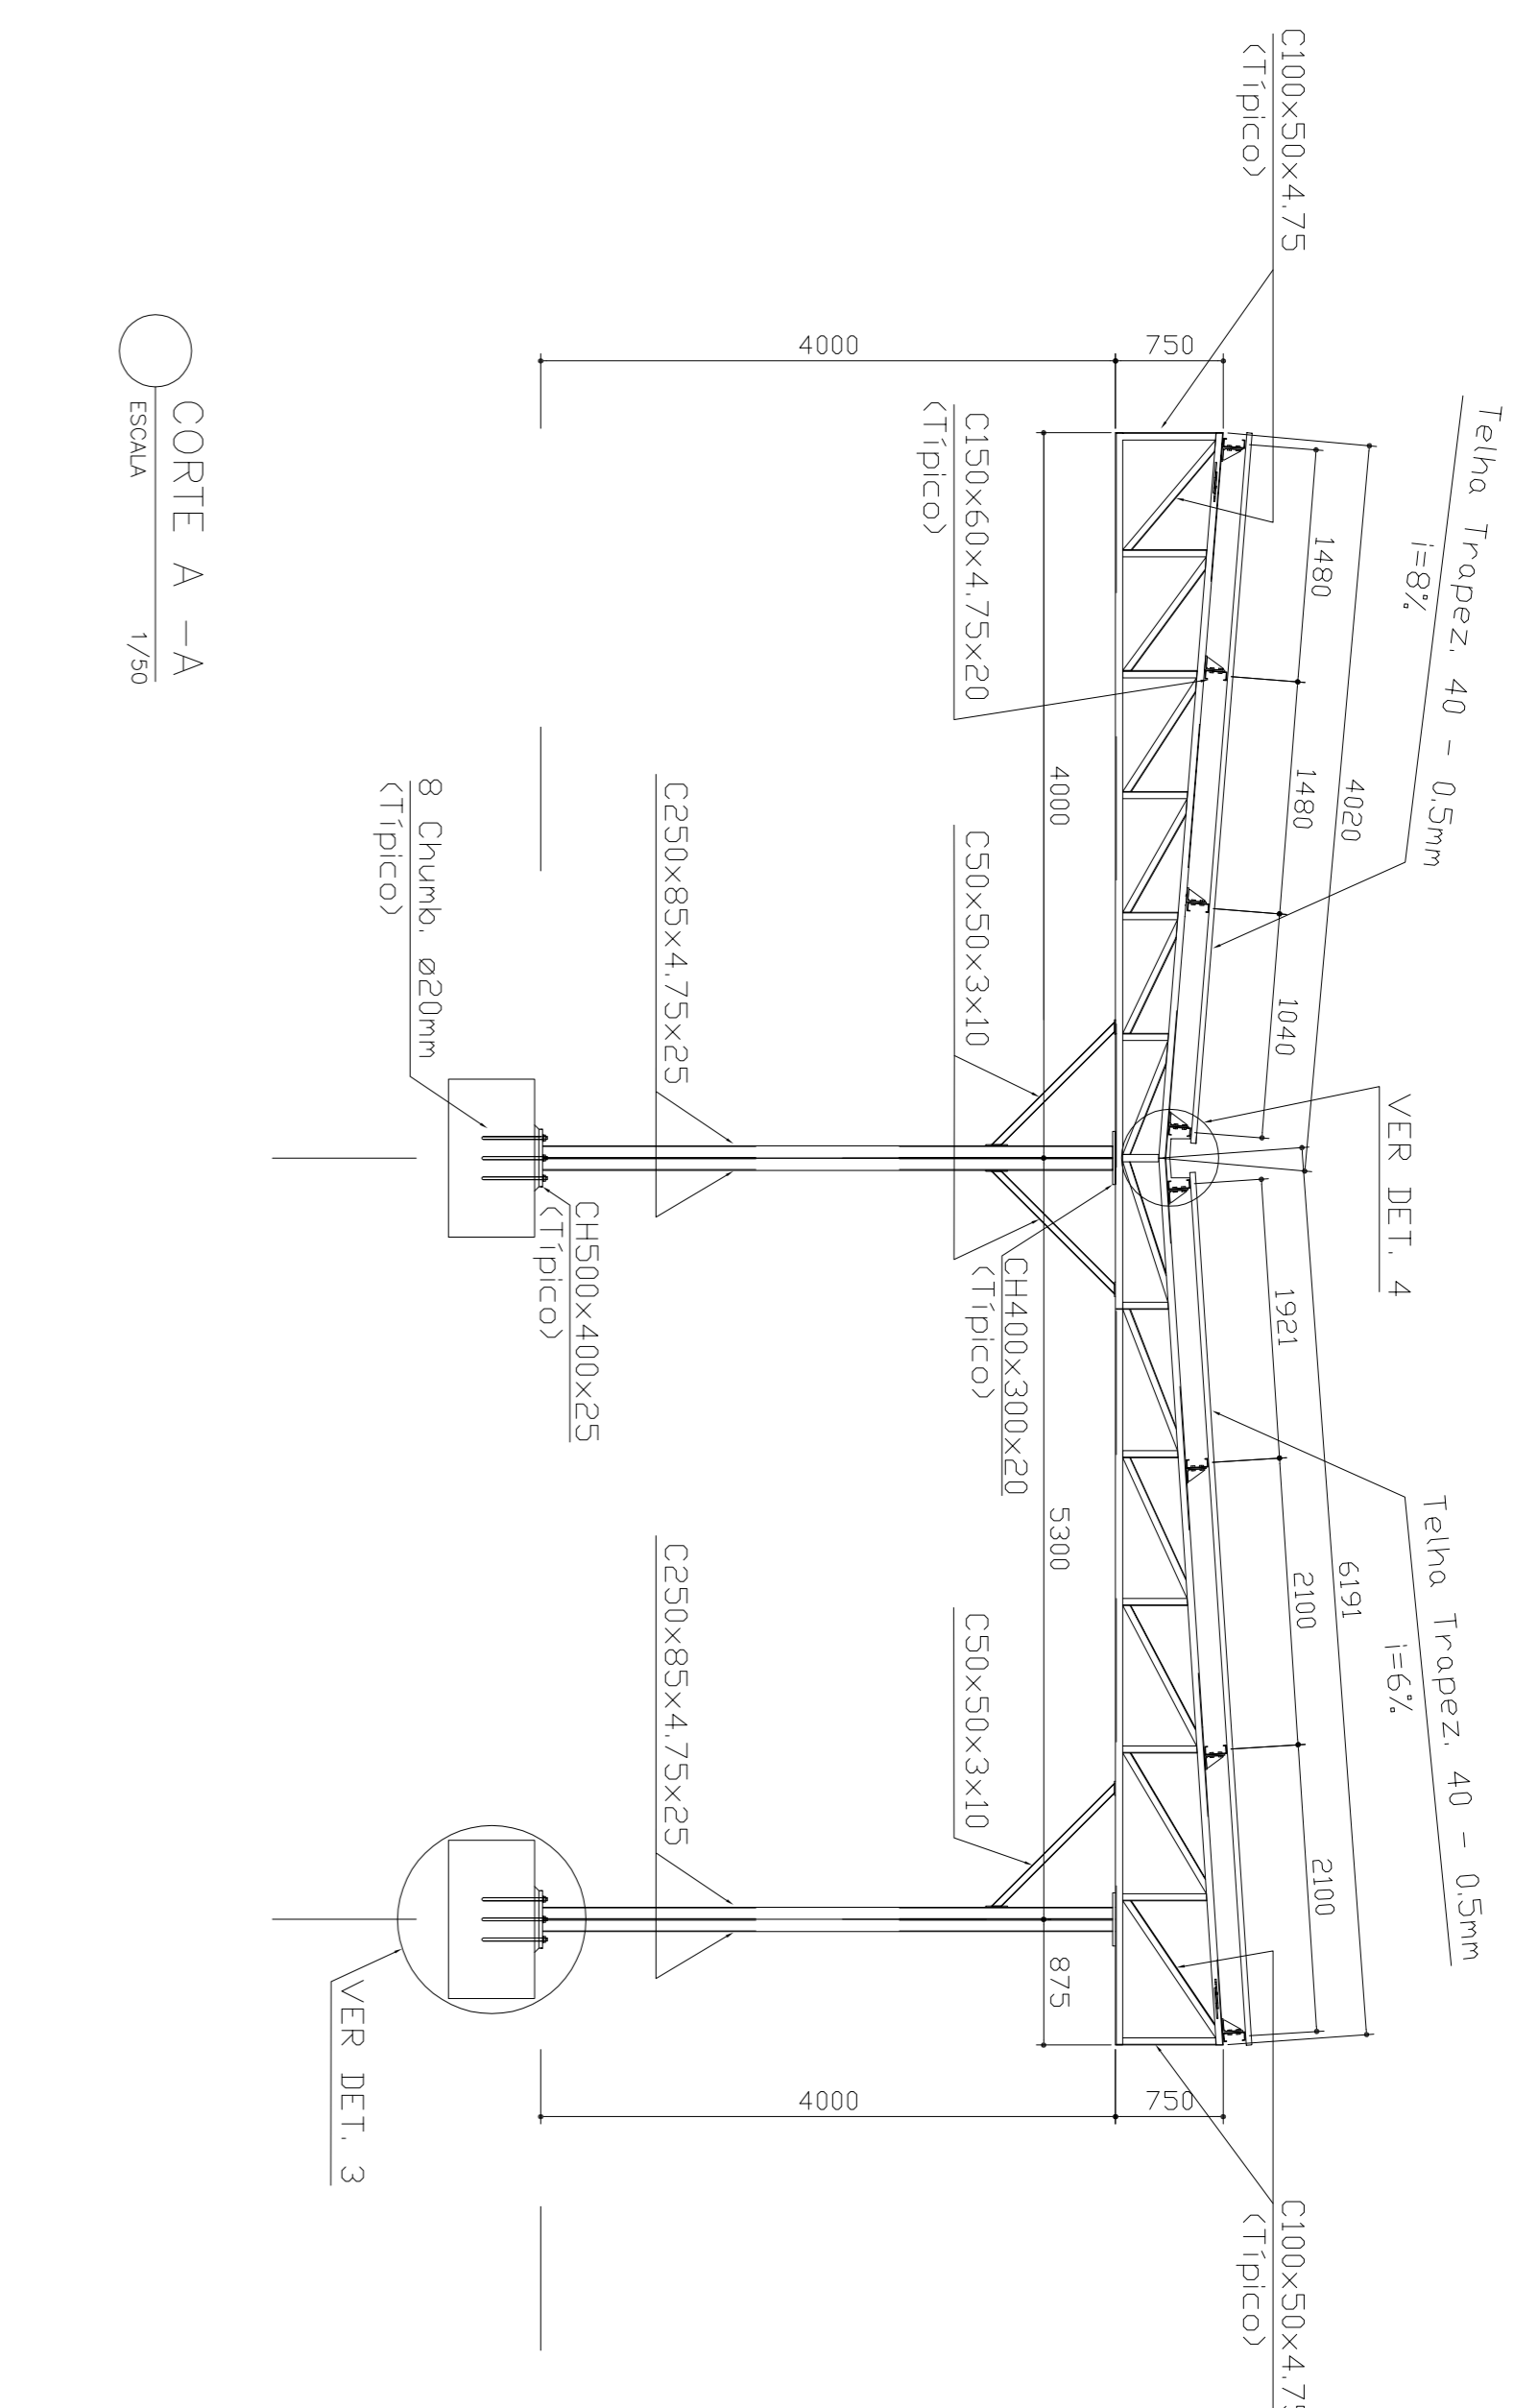 C100x50x4,75
(Típico)
Telha Trapez. 40 - 0,5mm
i=8%
4020
1480
1480
1040
VER DET. 4
Telha Trapez. 40 - 0,5mm
i=6%
6191
1921
2100
2100
C100x50x4,75
(Típico)
750
4000
C150x60x4,75x20
(Típico)
4000
5300
875
750
4000
C50x50x3x10
CH400x300x20
(Típico)
C50x50x3x10
C250x85x4,75x25
C250x85x4,75x25
8 Chumb. ø20mm
(Típico)
CH500x400x25
(Típico)
VER DET. 3
CORTE A -A
ESCALA 1/50